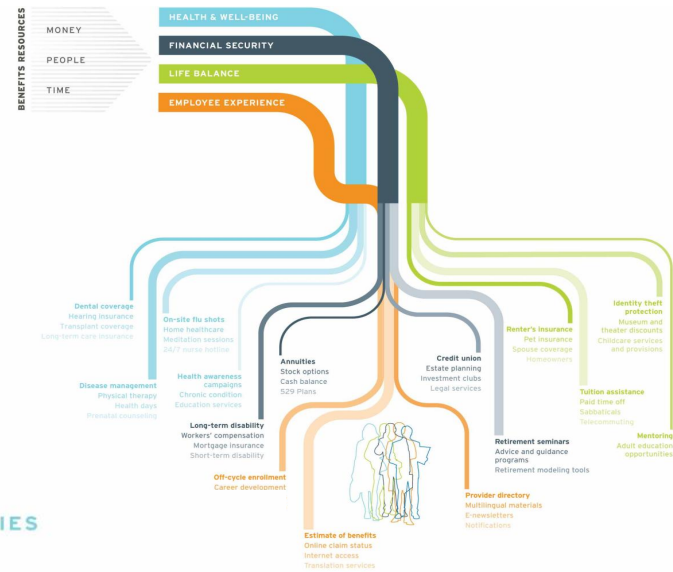 BENEFITS RESOURCES
MONEY
PEOPLE
TIME
HEALTH & WELL-BEING
FINANCIAL SECURITY
LIFE BALANCE
EMPLOYEE EXPERIENCE
Dental coverage
Hearing insurance
Transplant coverage
Long-term care insurance
On-site flu shots
Home healthcare
Meditation sessions
24/7 nurse hotline
Disease management
Physical therapy
Health days
Prenatal counseling
Health awareness
campaigns
Chronic condition
Education services
Annuities
Stock options
Cash balance
529 Plans
Long-term disability
Workers' compensation
Mortgage insurance
Short-term disability
Off-cycle enrollment
Career development
Estimate of benefits
Online claim status
Internet access
Translation services
Credit union
Estate planning
Investment clubs
Legal services
Retirement seminars
Advice and guidance
programs
Retirement modeling tools
Provider directory
Multilingual materials
E-newsletters
Notifications
Renter's insurance
Pet insurance
Spouse coverage
Homeowners
Identity theft
protection
Museum and
theater discounts
Childcare services
and provisions
Tuition assistance
Paid time off
Sabbaticals
Telecommuting
Mentoring
Adult education
opportunities
IES